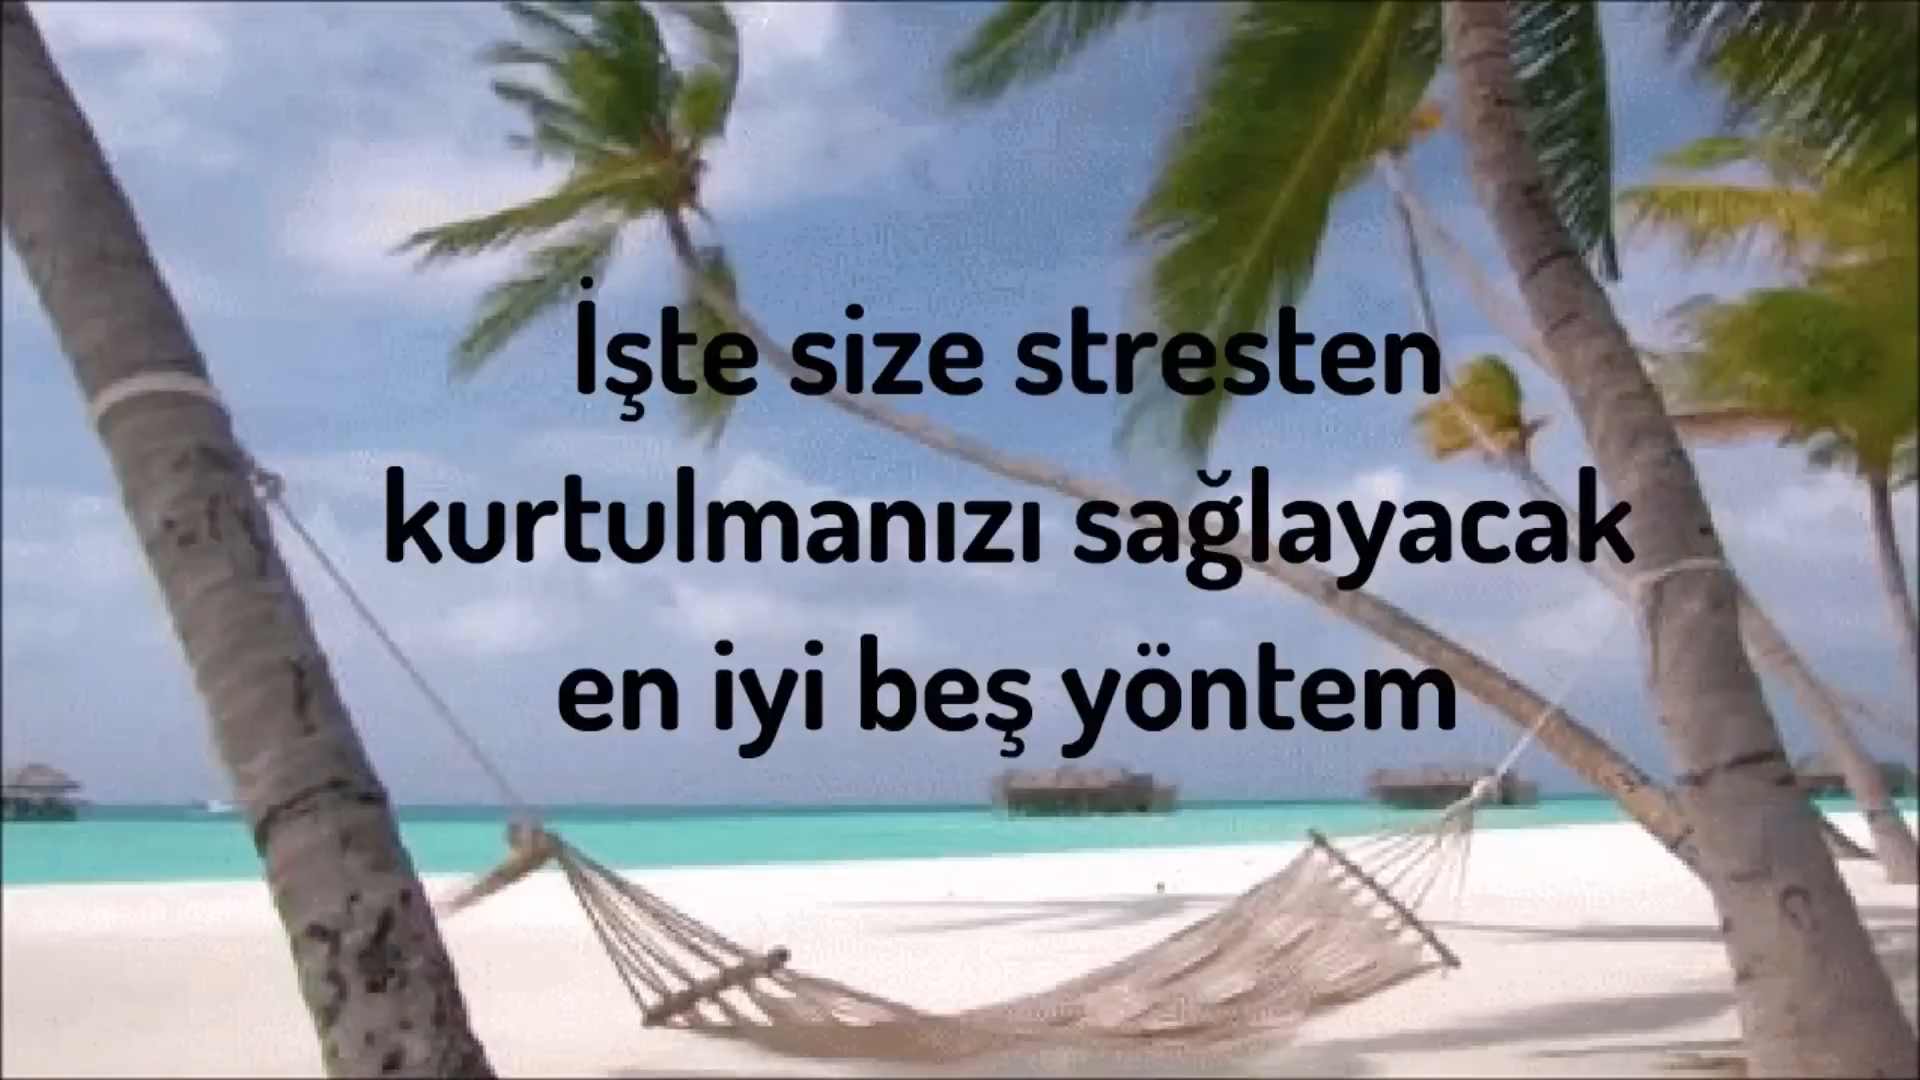 İşte size stresten
kurtulmanızı sağlayacak
en iyi beş yöntem